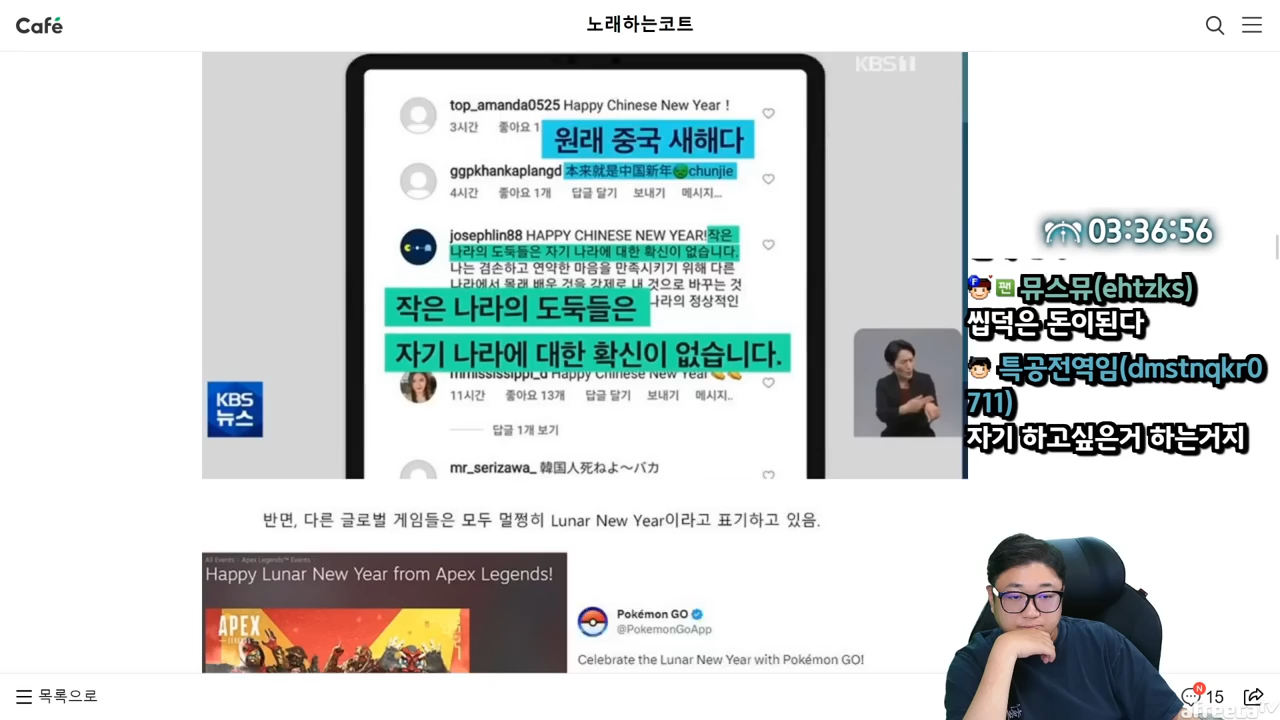 Café
노래하는코트
KBS 1
top_amanda0525 Happy Chinese New Year !
3시간 좋아요 1
원래 중국 새해다
ggpkhankaplangd 本来就是中国新年🤢chunjie
4시간 좋아요 1개 답글 달기 보내기 메시지...
josephlin88 HAPPY CHINESE NEW YEAR!작은
나라의 도둑들은 자기 나라에 대한 확신이 없습니다.
나는 겸손하고 연약한 마음을 만족시키기 위해 다른
나라에서 몰래 배운 것을 강제로 내 것으로 바꾸는 것
나라의 정상적인
작은 나라의 도둑들은
자기 나라에 대한 확신이 없습니다.
mrmississippi_d Happy Chinese New Year
11시간 좋아요 13개 답글 달기 보내기 메시지..
답글 1개 보기
mr_serizawa_ 韓国人死ねよ〜バカ
KBS
뉴스
03:36:56
F 팬 뮤즈뮤(ehtzks)
씹덕은 돈이된다
특공전역임(dmstnqkr0
711)
자기 하고싶은거 하는거지
반면, 다른 글로벌 게임들은 모두 멀쩡히 Lunar New Year이라고 표기하고 있음.
All Events Apex Legends™ Events
Happy Lunar New Year from Apex Legends!
APEX
Pokémon GO
@PokemonGoApp
Celebrate the Lunar New Year with Pokémon GO!
목록으로
N
15
afreecaTV